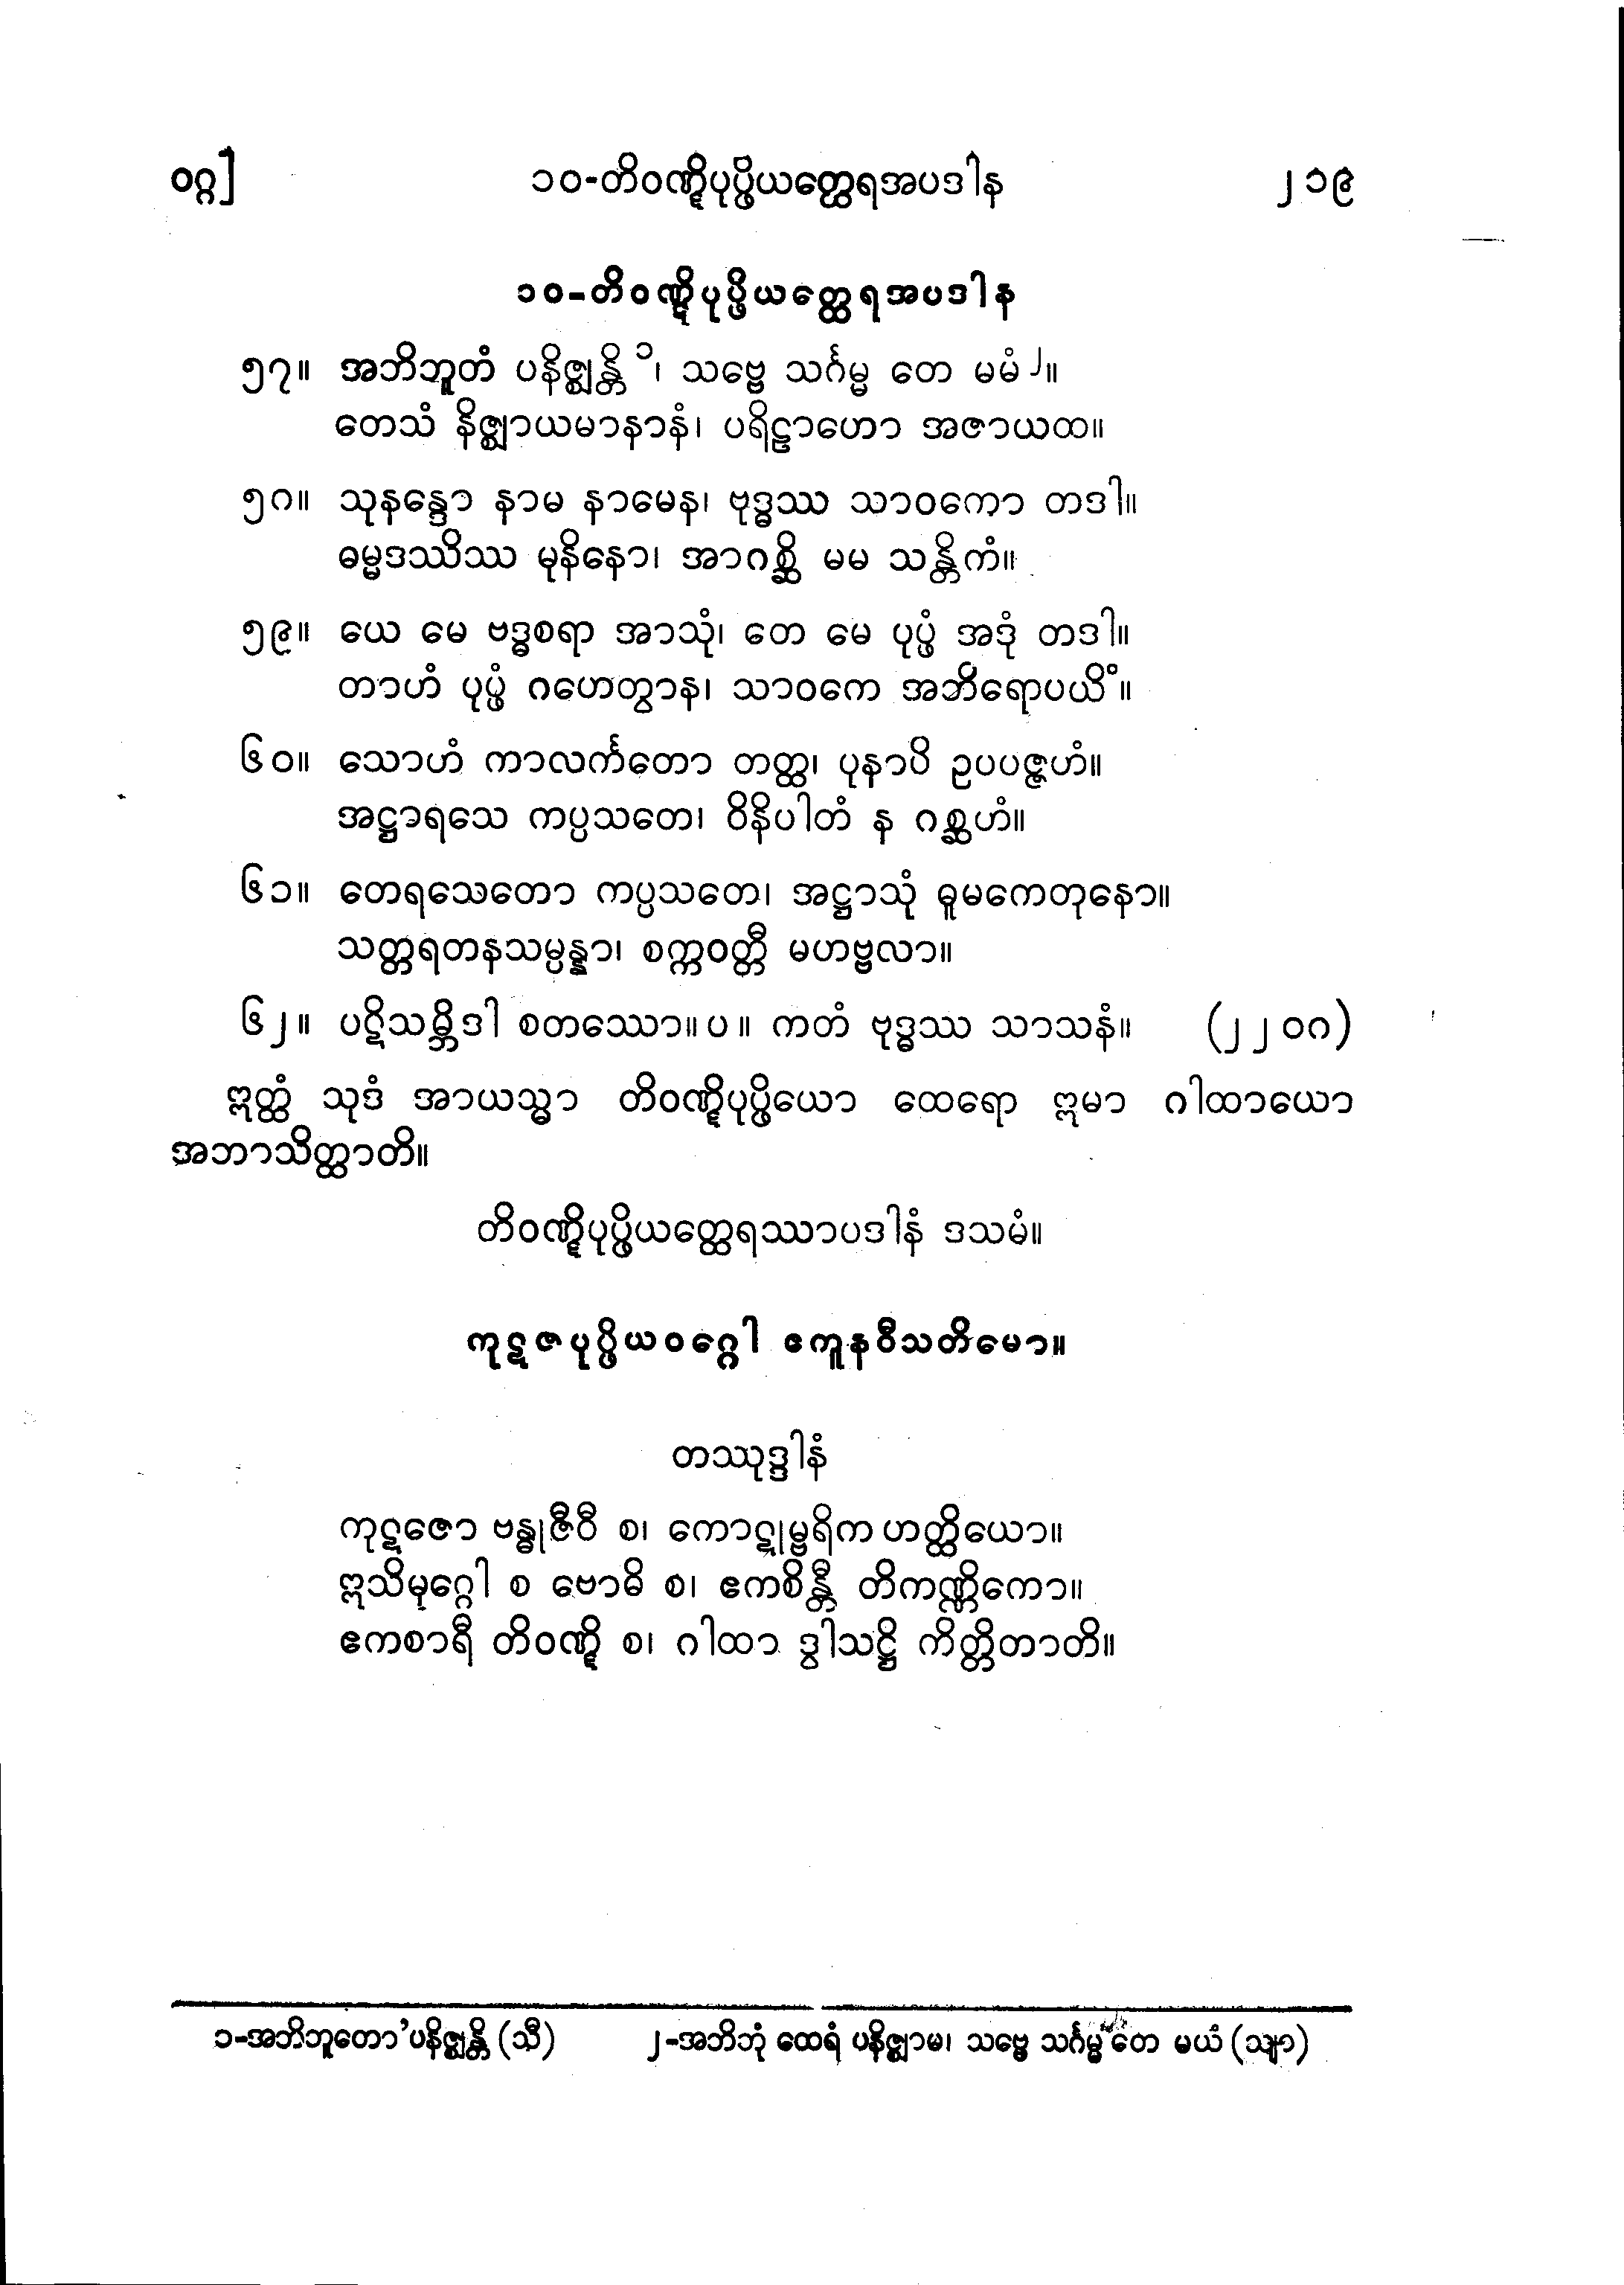 ဝဂ္ဂ]
၁၀-တိဝဏ္ဋိပုပ္ဖိယတ္ထေရအပဒါန
၂၁၉
၁၀-တိဝဏ္ဋိပုပ္ဖိယတ္ထေရအပဒါန
၅၇။ အဘိဘူတံ ပနိဇ္ဈန္တိ ၁၊ သဗ္ဗေ သင်္ဂမ္မ တေ မမံ ၂။
တေသံ နိဇ္ဈာယမာနာနံ၊ ပရိဠာဟော အဇာယထ။
၅၈။ သုနန္ဒော နာမ နာမေန၊ ဗုဒ္ဓဿ သာဝကော တဒါ။
ဓမ္မဒဿိဿ မုနိနော၊ အာဂစ္ဆိ မမ သန္တိကံ။
၅၉။ ယေ မေ ဗဒ္ဓစရာ အာသုံ၊ တေ မေ ပုပ္ဖံ အဒုံ တဒါ။
တာဟံ ပုပ္ဖံ ဂဟေတွာန၊ သာဝကေ အဘိရောပယိံ။
၆၀။ သောဟံ ကာလင်္ကတော တတ္ထ၊ ပုနာပိ ဥပပဇ္ဇဟံ။
အဋ္ဌာရသေ ကပ္ပသတေ၊ ဝိနိပါတံ န ဂစ္ဆဟံ။
၆၁။ တေရသေတော ကပ္ပသတေ၊ အဋ္ဌာသုံ ဓူမကေတုနော။
သတ္တရတနသမ္ပန္နာ၊ စက္ကဝတ္တီ မဟဗ္ဗလာ။
၆၂။ ပဋိသမ္ဘိဒါ စတဿော။ပ။ ကတံ ဗုဒ္ဓဿ သာသနံ။ (၂၂၀၈)
ဣတ္ထံ သုဒံ အာယသ္မာ တိဝဏ္ဋိပုပ္ဖိယော ထေရော ဣမာ ဂါထာယော
အဘာသိတ္ထာတိ။
တိဝဏ္ဋိပုပ္ဖိယတ္ထေရဿာပဒါနံ ဒသမံ။
ကုဋဇပုပ္ဖိယဝဂ္ဂေါ ဧကူနဝီသတိမော။
တဿုဒ္ဒါနံ
ကုဋဇော ဗန္ဓုဇီဝီ စ၊ ကောဋုမ္ဗရိက ဟတ္ထိယော။
ဣသိမုဂ္ဂေါ စ ဗောဓိ စ၊ ဧကစိန္တီ တိကဏ္ဏိကော။
ဧကစာရီ တိဝဏ္ဋိ စ၊ ဂါထာ ဒွါသဋ္ဌိ ကိတ္တိတာတိ။
၁-အဘိဘူတော'ပနိဇ္ဈန္တိ (သီ)
၂-အဘိဘုံ ထေရံ ပနိဇ္ဈာမ၊ သဗ္ဗေ သင်္ဂမ္မ တေ မယံ (သျာ)